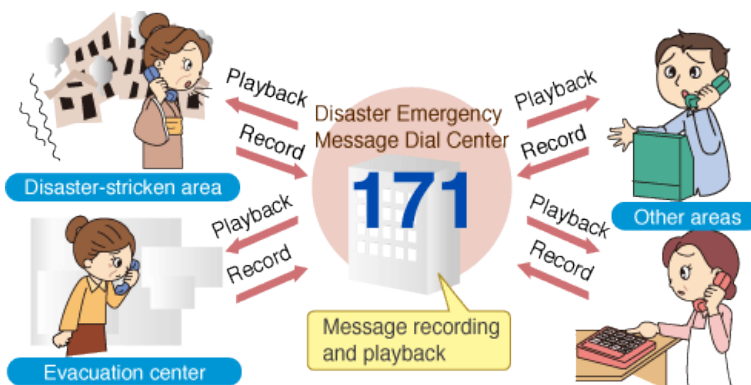 Playback
Record
Disaster-stricken area
Playback
Record
Evacuation center
Disaster Emergency
Message Dial Center
171
Message recording
and playback
Playback
Record
Other areas
Playback
Record